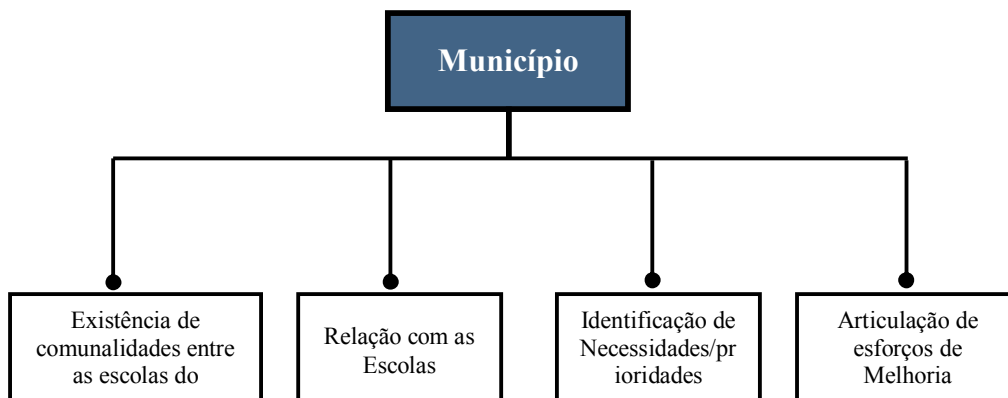 Município
Existência de
comunalidades entre
as escolas do
Relação com as
Escolas
Identificação de
Necessidades/pr
ioridades
Articulação de
esforços de
Melhoria